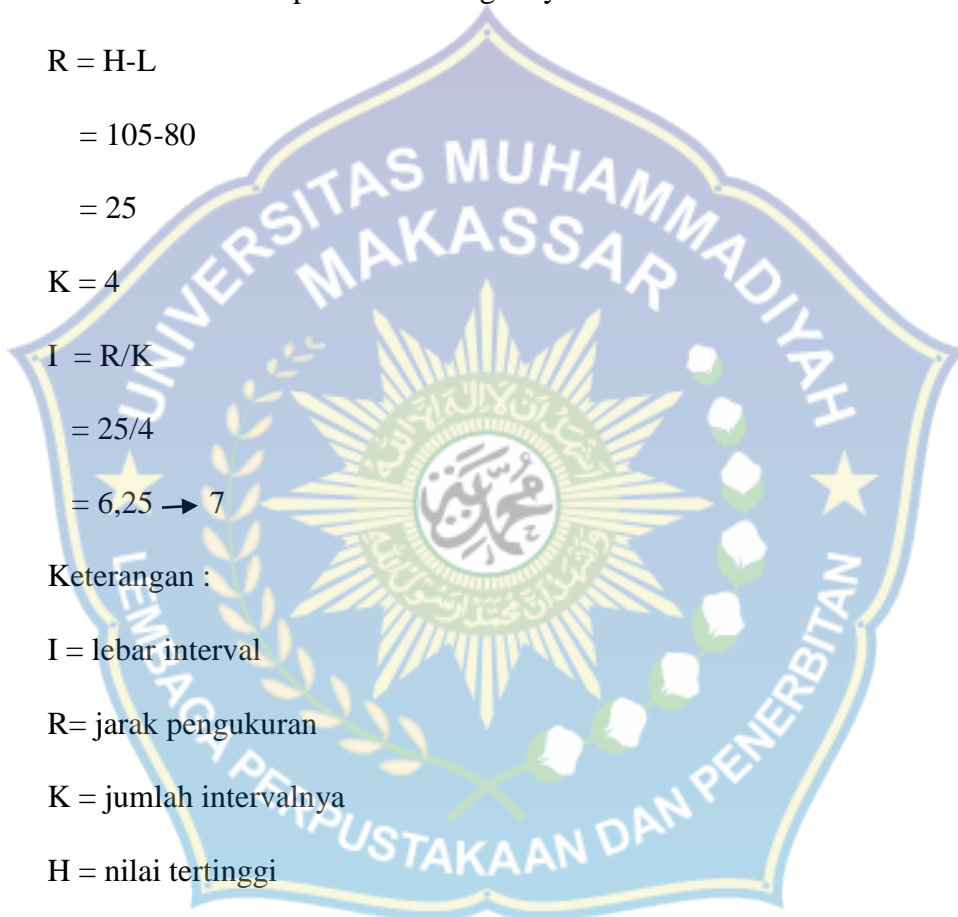 R = H-L
= 105-80
= 25
K = 4
I = R/K
= 25/4
= 6,25 → 7
Keterangan :
I = lebar interval
R= jarak pengukuran
K = jumlah intervalnya
H = nilai tertinggi
UNIVERSITAS MUHAMMADIYAH
MAKASSAR
LEMBAGA PERPUSTAKAAN DAN PENERBITAN